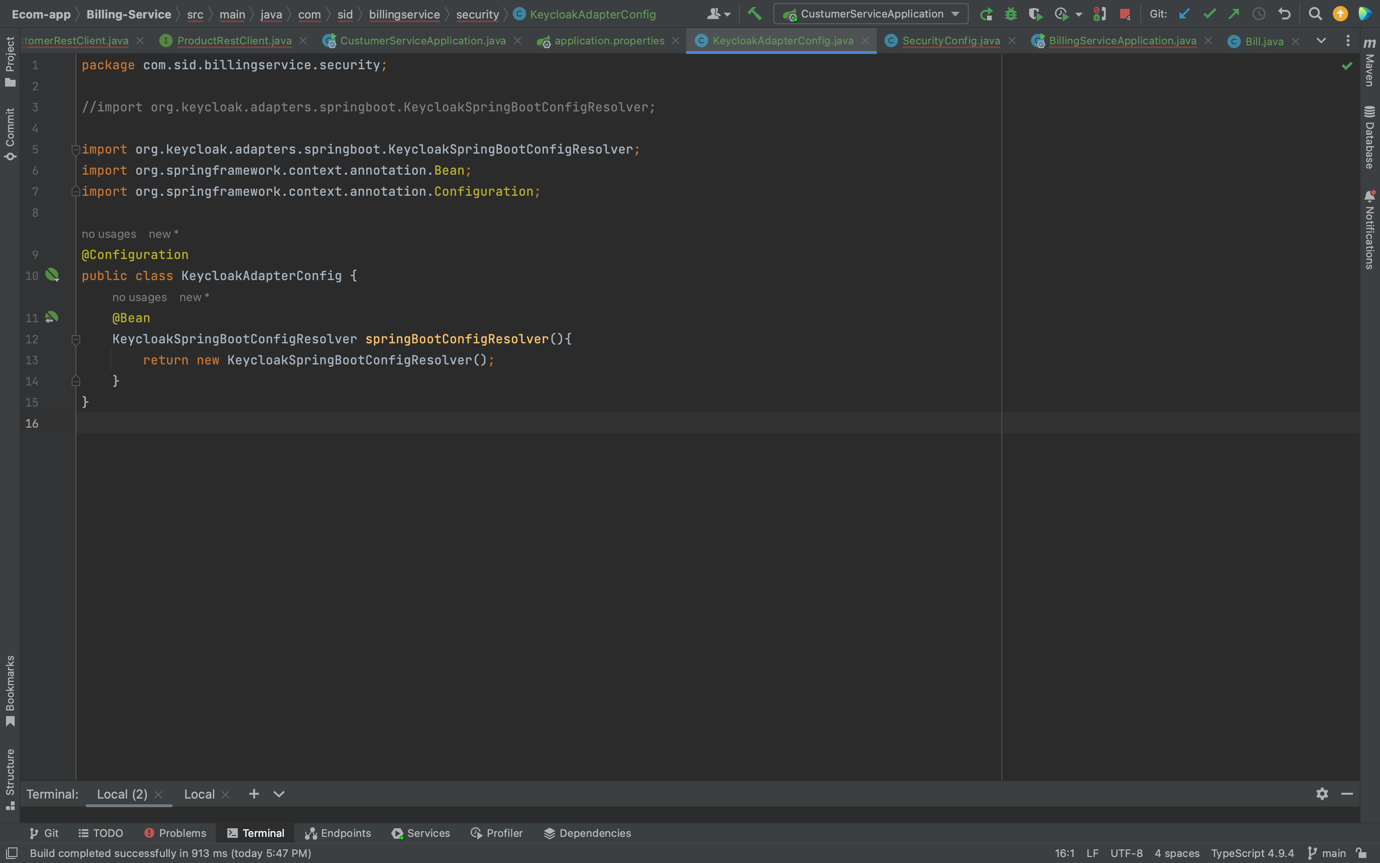 Ecom-app Billing-Service src main java com sid billingservice security KeycloakAdapterConfig CustumerServiceApplication Git:
tomerRestClient.java ProductRestClient.java CustumerServiceApplication.java application.properties KeycloakAdapterConfig.java SecurityConfig.java BillingServiceApplication.java Bill.java
Project
Commit
Bookmarks
Structure
1 package com.sid.billingservice.security;
2
3 //import org.keycloak.adapters.springboot.KeycloakSpringBootConfigResolver;
4
5 import org.keycloak.adapters.springboot.KeycloakSpringBootConfigResolver;
6 import org.springframework.context.annotation.Bean;
7 import org.springframework.context.annotation.Configuration;
8
no usages new *
9 @Configuration
10 public class KeycloakAdapterConfig {
no usages new *
11 @Bean
12 KeycloakSpringBootConfigResolver springBootConfigResolver(){
13 return new KeycloakSpringBootConfigResolver();
14 }
15 }
16
m Maven
Database
Notifications
Terminal: Local (2) Local
Git TODO Problems Terminal Endpoints Services Profiler Dependencies
Build completed successfully in 913 ms (today 5:47 PM) 16:1 LF UTF-8 4 spaces TypeScript 4.9.4 main